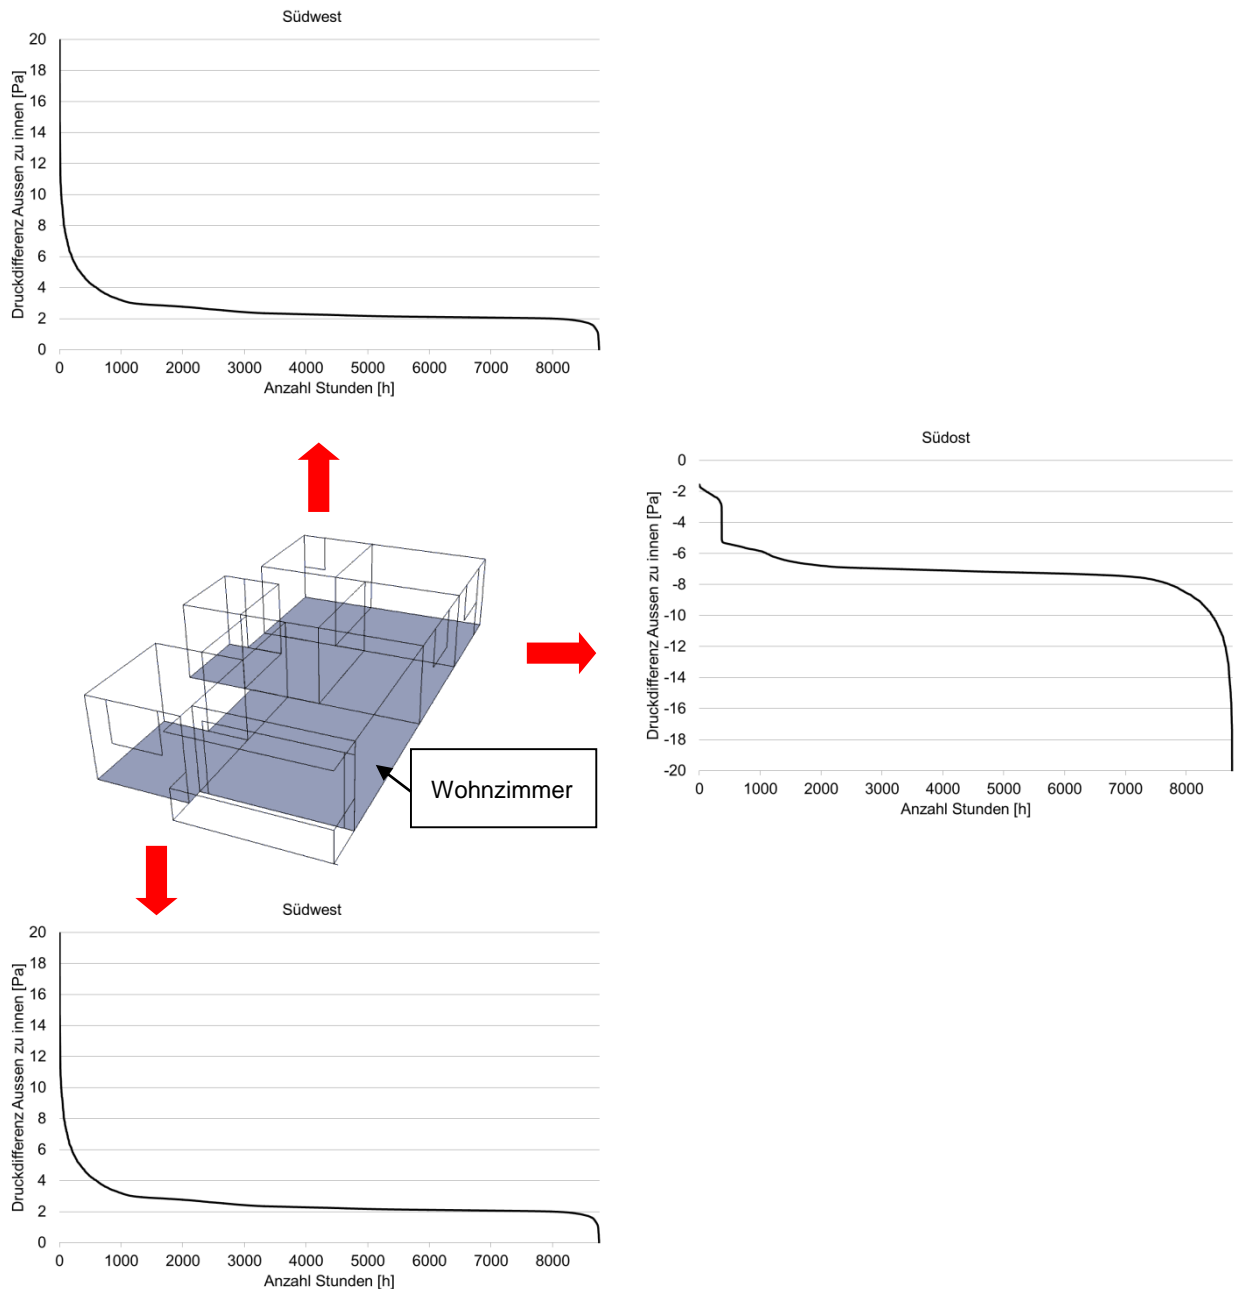 Südwest
Druckdifferenz Aussen zu innen [Pa]
20
18
16
14
12
10
8
6
4
2
0
0 1000 2000 3000 4000 5000 6000 7000 8000
Anzahl Stunden [h]
Südost
Druckdifferenz Aussen zu innen [Pa]
0
-2
-4
-6
-8
-10
-12
-14
-16
-18
-20
0 1000 2000 3000 4000 5000 6000 7000 8000
Anzahl Stunden [h]
Wohnzimmer
Südwest
Druckdifferenz Aussen zu innen [Pa]
20
18
16
14
12
10
8
6
4
2
0
0 1000 2000 3000 4000 5000 6000 7000 8000
Anzahl Stunden [h]